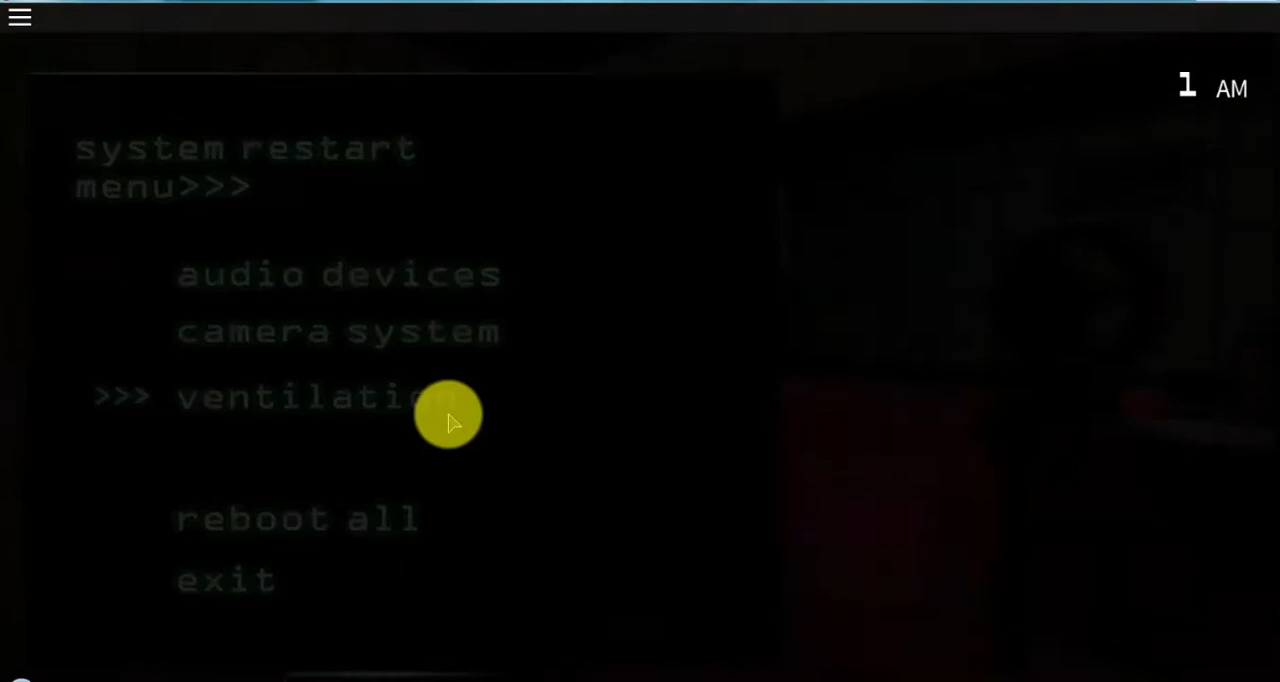 1 AM
system restart
menu>>>
audio devices
camera system
>>> ventilation
reboot all
exit